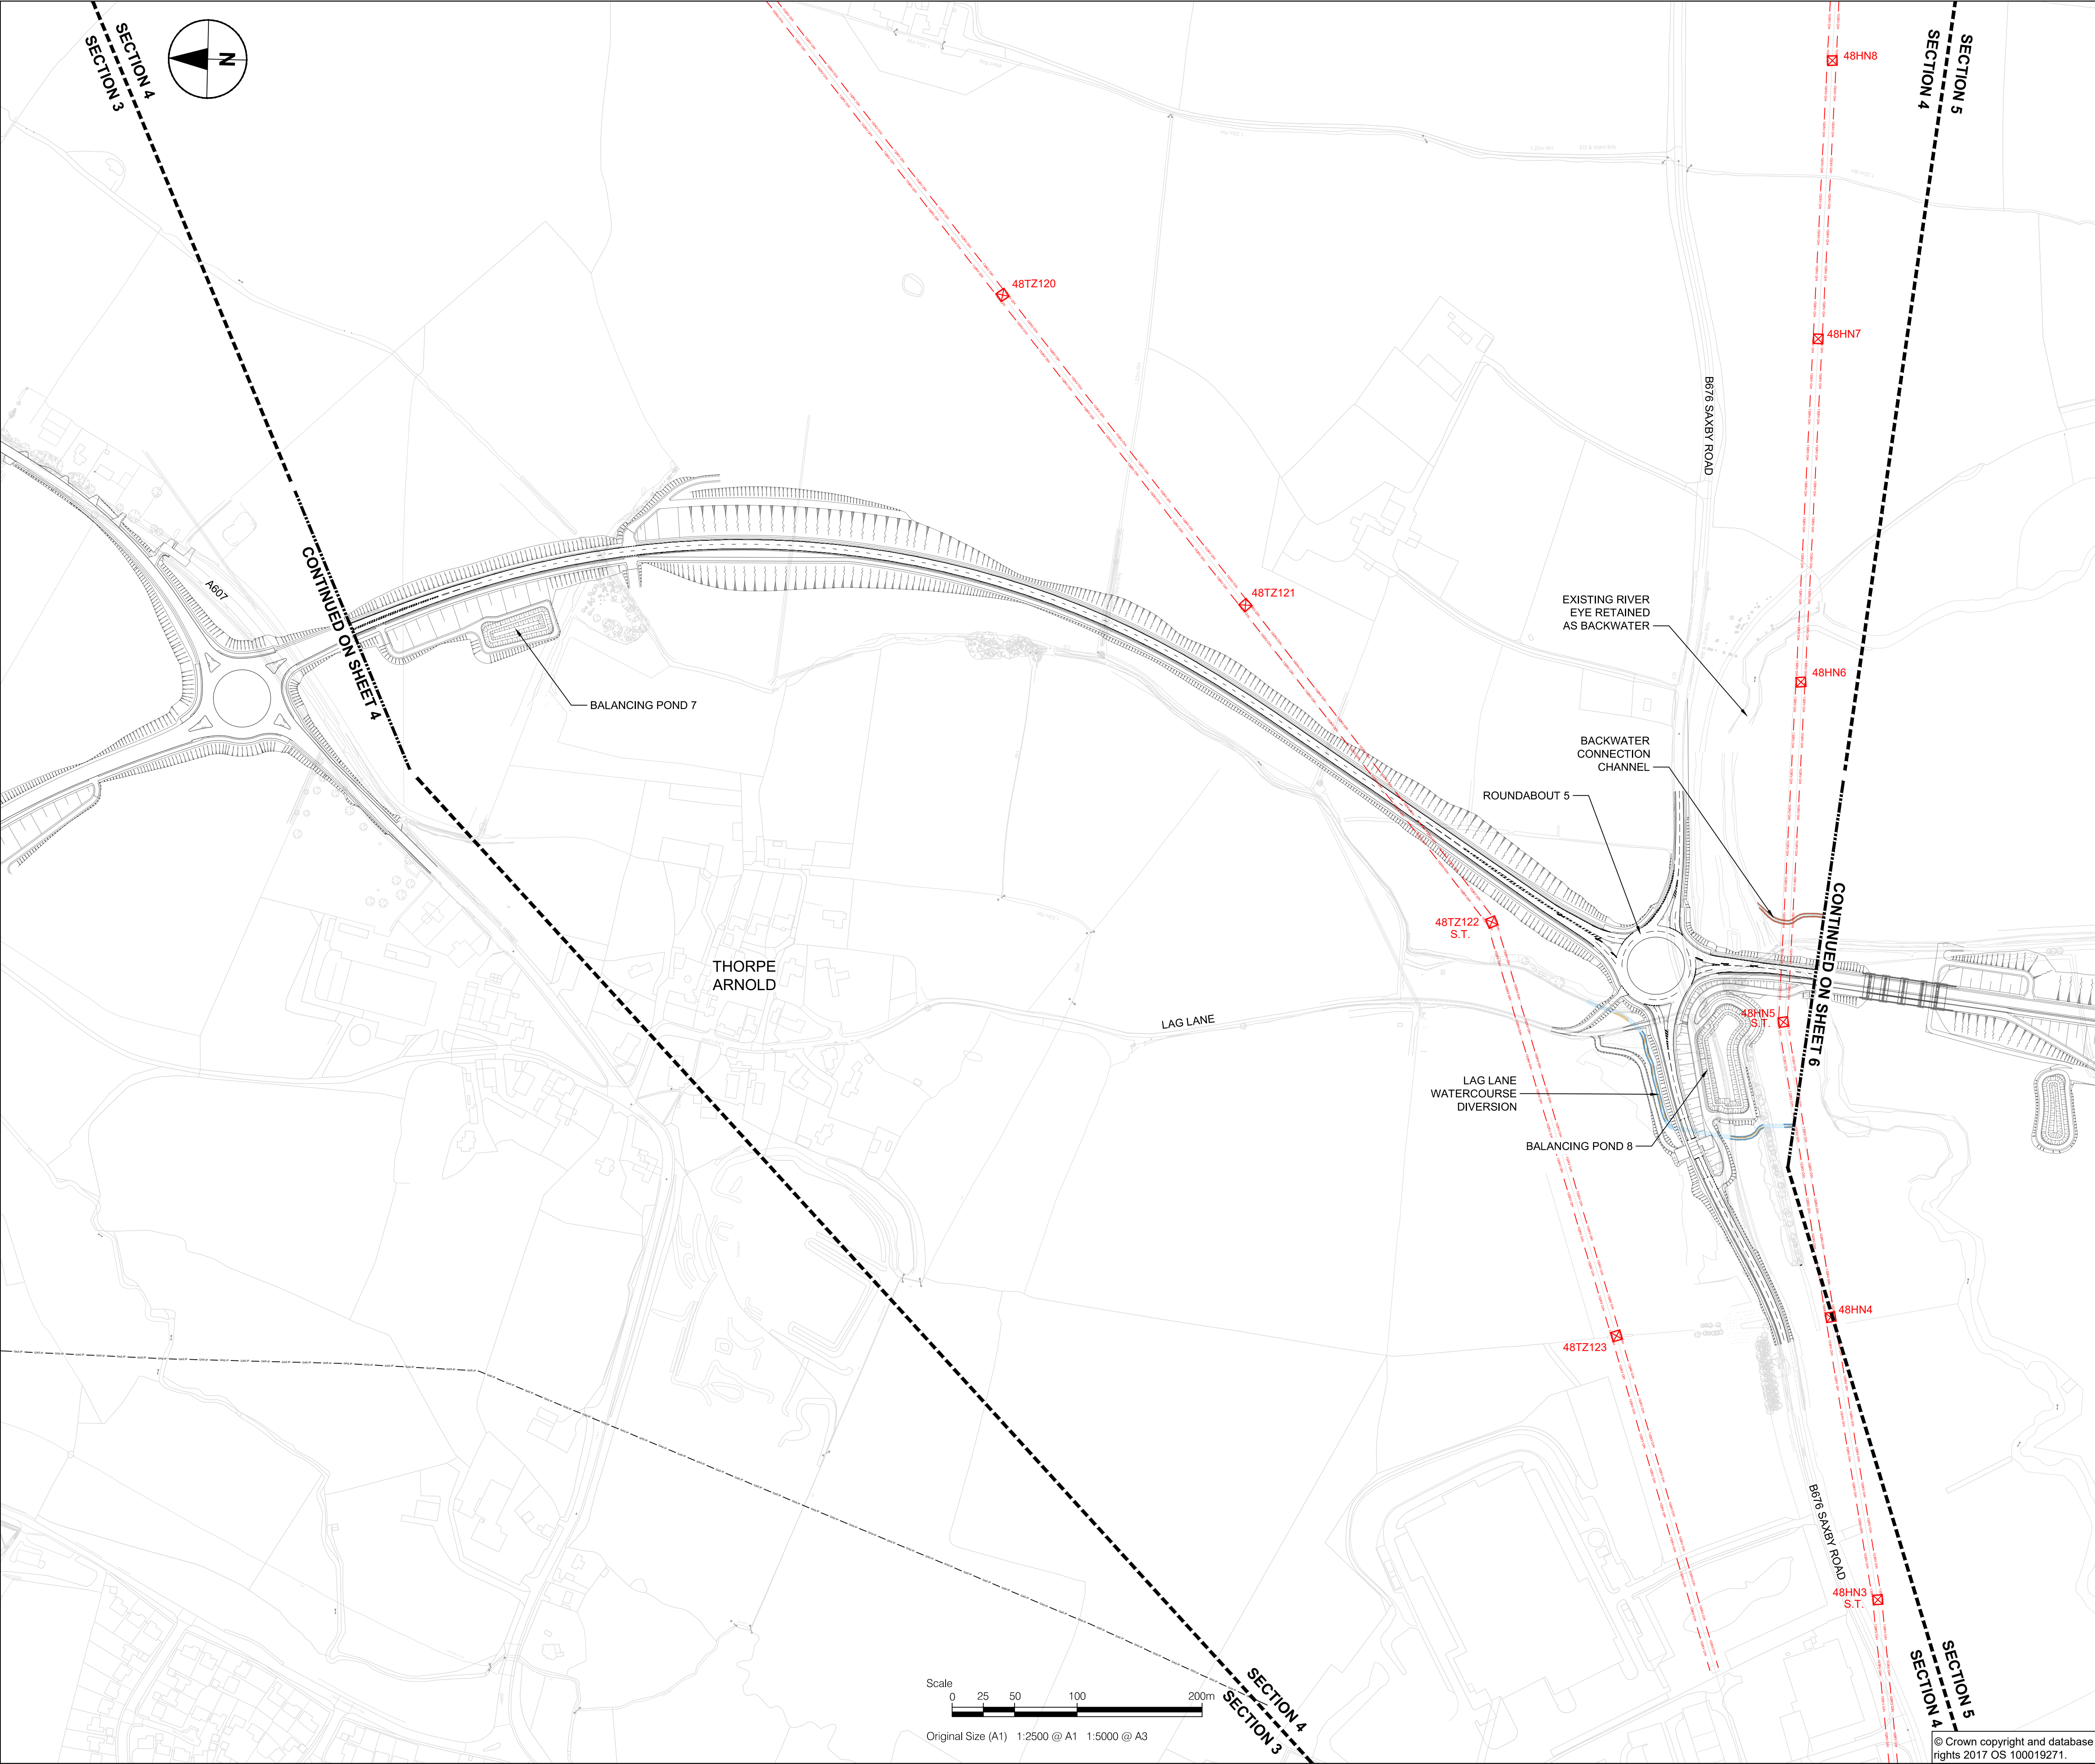 SECTION 4
SECTION 3
N
48HN8
SECTION 5
SECTION 4
48TZ120
48HN7
B676 SAXBY ROAD
CONTINUED ON SHEET 4
A607
48TZ121
EXISTING RIVER
EYE RETAINED
AS BACKWATER
48HN6
BALANCING POND 7
BACKWATER
CONNECTION
CHANNEL
ROUNDABOUT 5
48TZ122
S.T.
CONTINUED ON SHEET 6
THORPE
ARNOLD
LAG LANE
48HN5
S.T.
LAG LANE
WATERCOURSE
DIVERSION
BALANCING POND 8
48HN4
48TZ123
B676 SAXBY ROAD
48HN3
S.T.
SECTION 4
SECTION 3
SECTION 5
SECTION 4
Scale
0 25 50 100 200m
Original Size (A1) 1:2500 @ A1 1:5000 @ A3
© Crown copyright and database
rights 2017 OS 100019271.